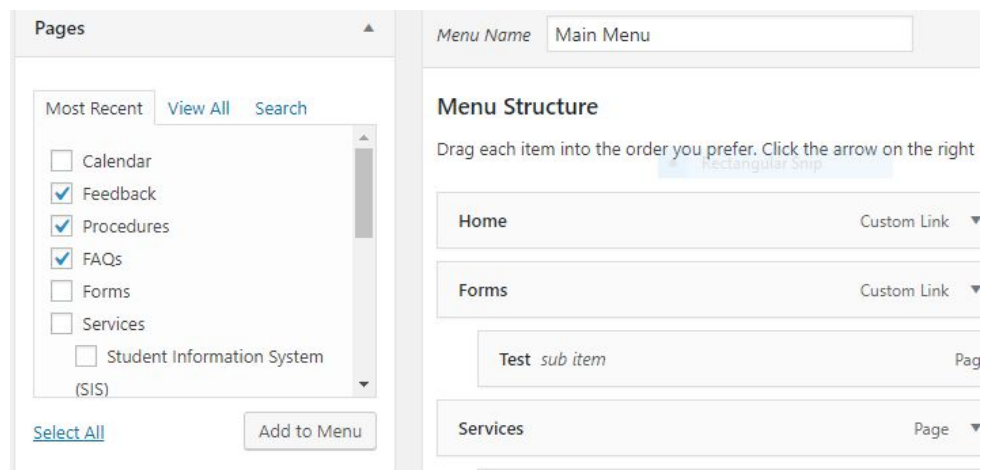 Pages
Most Recent View All Search
Calendar
Feedback
Procedures
FAQs
Forms
Services
Student Information System
(SIS)
Select All Add to Menu
Menu Name Main Menu
Menu Structure
Drag each item into the order you prefer. Click the arrow on the right
Rectangular Snip
Home Custom Link
Forms Custom Link
Test sub item Pag
Services Page